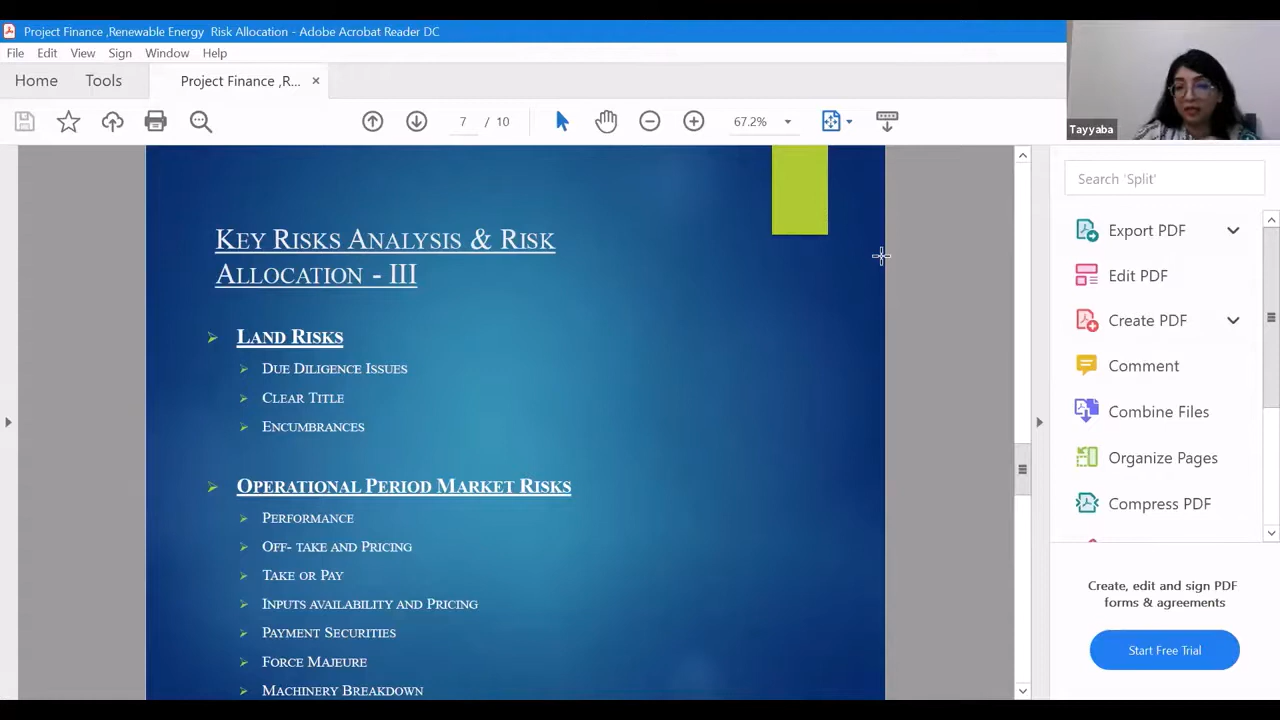 Project Finance ,Renewable Energy Risk Allocation - Adobe Acrobat Reader DC
File Edit View Sign Window Help
Home Tools Project Finance ,R... ×
7 / 10 67.2%
Tayyaba
Search 'Split'
Key Risks Analysis & Risk
Allocation - III
Land Risks
Due Diligence Issues
Clear Title
Encumbrances
Operational Period Market Risks
Performance
Off- take and Pricing
Take or Pay
Inputs availability and Pricing
Payment Securities
Force Majeure
Machinery Breakdown
Export PDF
Edit PDF
Create PDF
Comment
Combine Files
Organize Pages
Compress PDF
Create, edit and sign PDF
forms & agreements
Start Free Trial